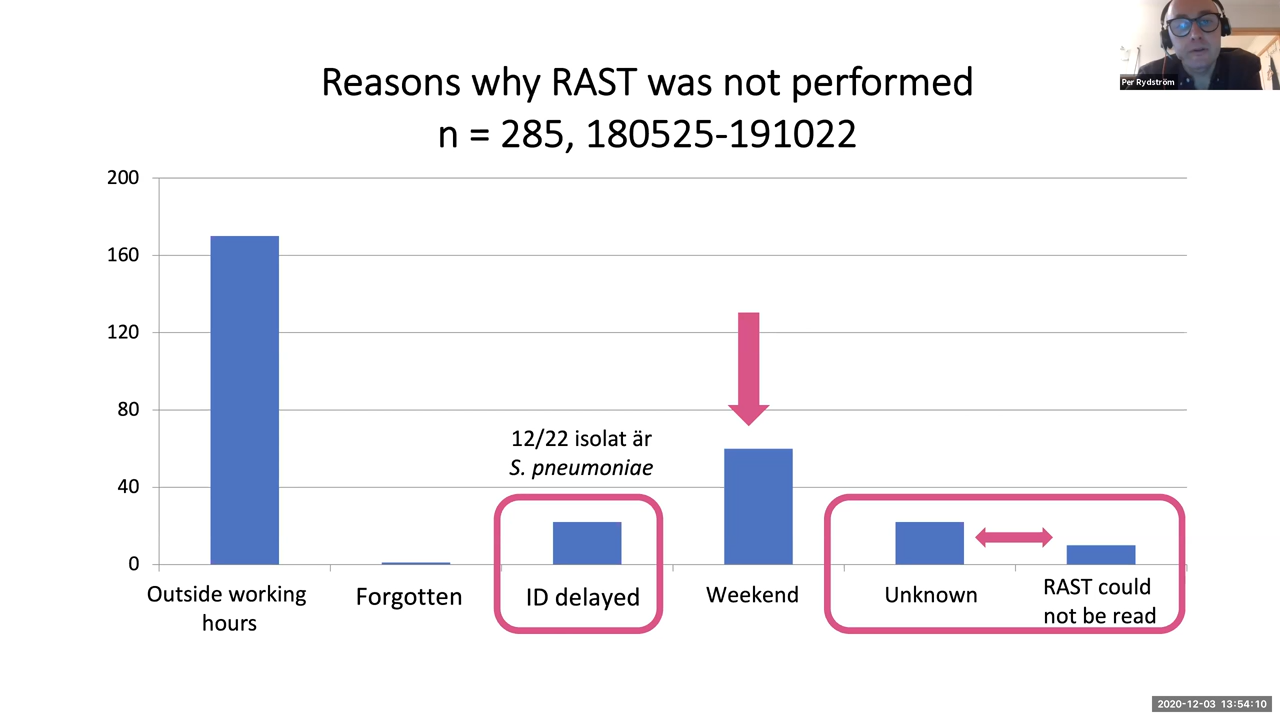 Per Rydström
Reasons why RAST was not performed
n = 285, 180525-191022
200
160
120
80
40
0
12/22 isolat är
S. pneumoniae
Outside working
hours
Forgotten
ID delayed
Weekend
Unknown
RAST could
not be read
2020-12-03 13:54:10